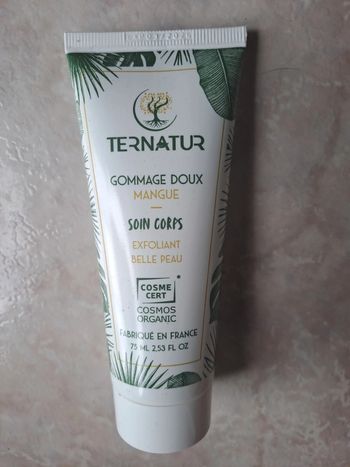 TERNATUR
GOMMAGE DOUX
MANGUE
SOIN CORPS
EXFOLIANT
BELLE PEAU
COSME
CERT
COSMOS
ORGANIC
FABRIQUÉ EN FRANCE
75 ML 2,53 FL OZ